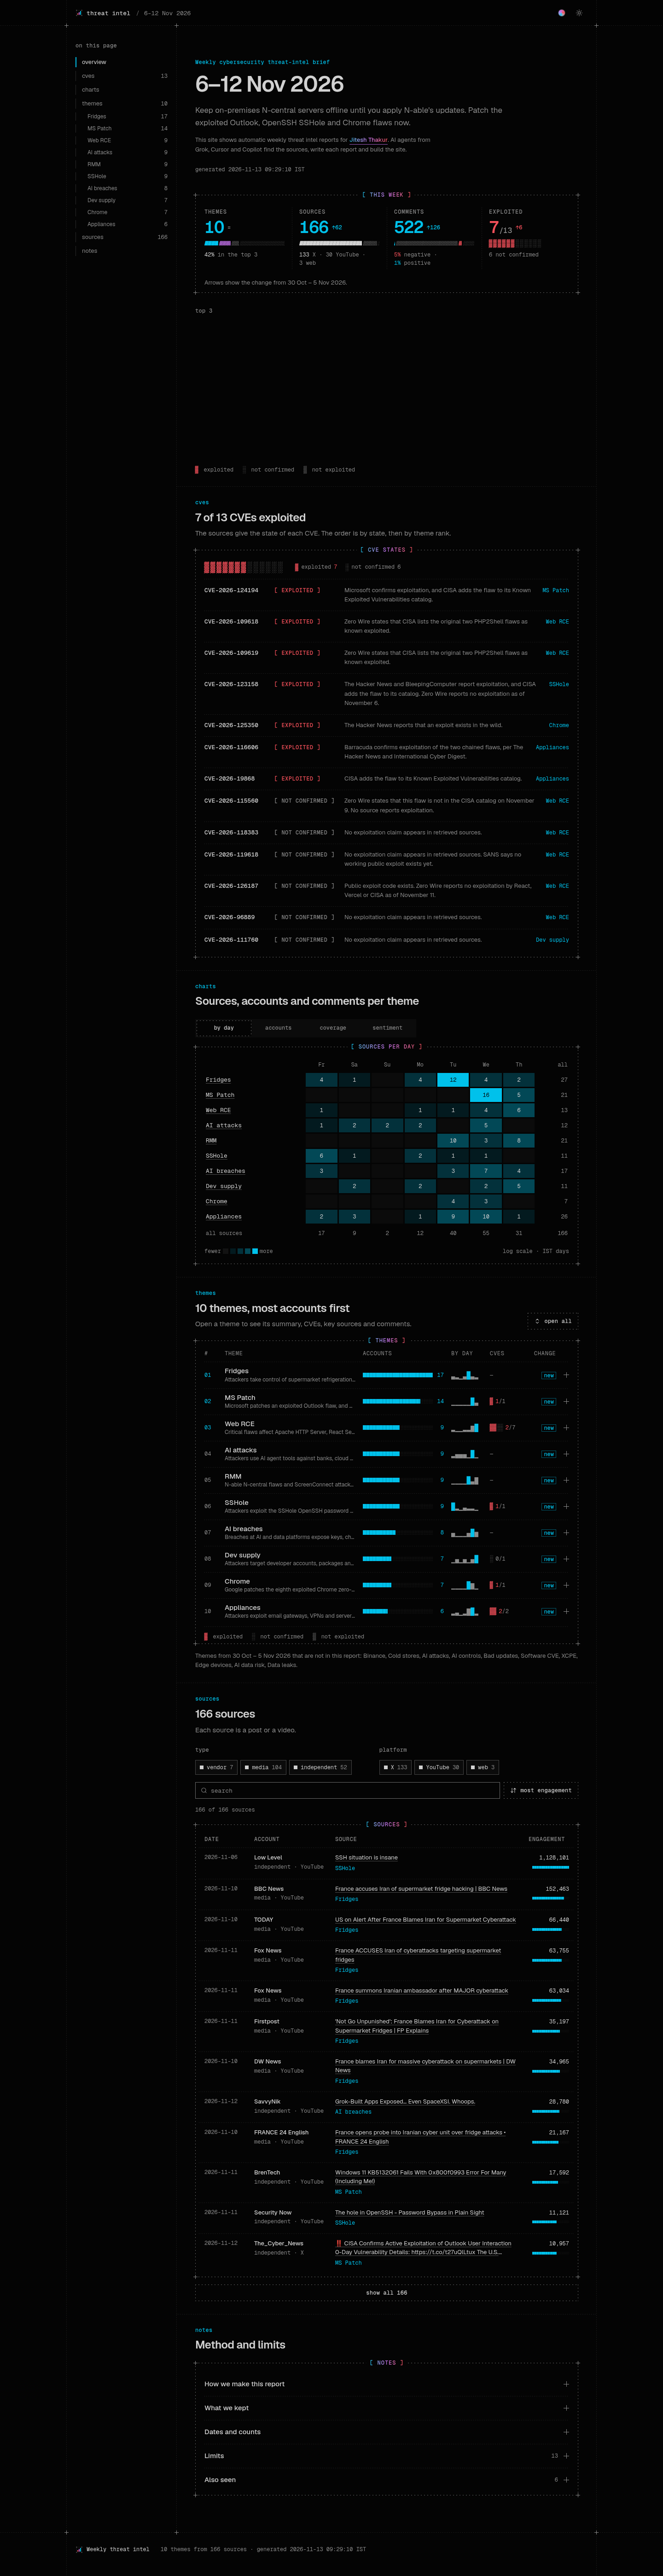 threat intel / 6–12 Nov 2026
on this page
overview
cves 13
charts
themes 10
Fridges 17
MS Patch 14
Web RCE 9
AI attacks 9
RMM 9
SSHole 9
AI breaches 8
Dev supply 7
Chrome 7
Appliances 6
sources 166
notes
Weekly cybersecurity threat-intel brief
6–12 Nov 2026
Keep on-premises N-central servers offline until you apply N-able's updates. Patch the
exploited Outlook, OpenSSH SSHole and Chrome flaws now.
This site shows automatic weekly threat intel reports for Jitesh Thakur. AI agents from
Grok, Cursor and Copilot find the sources, write each report and build the site.
generated 2026-11-13 09:29:10 IST
[ THIS WEEK ]
THEMES
10 =
42% in the top 3
SOURCES
166 +62
133 X · 30 YouTube ·
3 web
COMMENTS
522 +126
5% negative ·
1% positive
EXPLOITED
7/13 +6
6 not confirmed
Arrows show the change from 30 Oct – 5 Nov 2026.
top 3
exploited not confirmed not exploited
cves
7 of 13 CVEs exploited
The sources give the state of each CVE. The order is by state, then by theme rank.
[ CVE STATES ]
exploited 7 not confirmed 6
CVE-2026-124194 [ EXPLOITED ] Microsoft confirms exploitation, and CISA adds the flaw to its Known Exploited Vulnerabilities catalog. MS Patch
CVE-2026-109618 [ EXPLOITED ] Zero Wire states that CISA lists the original two PHP2Shell flaws as known exploited. Web RCE
CVE-2026-109619 [ EXPLOITED ] Zero Wire states that CISA lists the original two PHP2Shell flaws as known exploited. Web RCE
CVE-2026-123158 [ EXPLOITED ] The Hacker News and BleepingComputer report exploitation, and CISA adds the flaw to its catalog. Zero Wire reports no exploitation as of November 6. SSHole
CVE-2026-125350 [ EXPLOITED ] The Hacker News reports that an exploit exists in the wild. Chrome
CVE-2026-116606 [ EXPLOITED ] Barracuda confirms exploitation of the two chained flaws, per The Hacker News and International Cyber Digest. Appliances
CVE-2026-19868 [ EXPLOITED ] CISA adds the flaw to its Known Exploited Vulnerabilities catalog. Appliances
CVE-2026-115560 [ NOT CONFIRMED ] Zero Wire states that this flaw is not in the CISA catalog on November 9. No source reports exploitation. Web RCE
CVE-2026-118383 [ NOT CONFIRMED ] No exploitation claim appears in retrieved sources. Web RCE
CVE-2026-119618 [ NOT CONFIRMED ] No exploitation claim appears in retrieved sources. SANS says no working public exploit exists yet. Web RCE
CVE-2026-126187 [ NOT CONFIRMED ] Public exploit code exists. Zero Wire reports no exploitation by React, Vercel or CISA as of November 11. Web RCE
CVE-2026-96889 [ NOT CONFIRMED ] No exploitation claim appears in retrieved sources. Web RCE
CVE-2026-111760 [ NOT CONFIRMED ] No exploitation claim appears in retrieved sources. Dev supply
charts
Sources, accounts and comments per theme
by day accounts coverage sentiment
[ SOURCES PER DAY ]
Fr Sa Su Mo Tu We Th all
Fridges 4 1 4 12 4 2 27
MS Patch 16 5 21
Web RCE 1 1 1 4 6 13
AI attacks 1 2 2 2 5 12
RMM 10 3 8 21
SSHole 6 1 2 1 1 11
AI breaches 3 3 7 4 17
Dev supply 2 2 2 5 11
Chrome 4 3 7
Appliances 2 3 1 9 10 1 26
all sources 17 9 2 12 40 55 31 166
fewer more log scale · IST days
themes
10 themes, most accounts first
Open a theme to see its summary, CVEs, key sources and comments.
open all
[ THEMES ]
# THEME ACCOUNTS BY DAY CVES CHANGE
01 Fridges 17 – new
Attackers take control of supermarket refrigeration...
02 MS Patch 14 1/1 new
Microsoft patches an exploited Outlook flaw, and ...
03 Web RCE 9 2/7 new
Critical flaws affect Apache HTTP Server, React Se...
04 AI attacks 9 – new
Attackers use AI agent tools against banks, cloud ...
05 RMM 9 – new
N-able N-central flaws and ScreenConnect attack...
06 SSHole 9 1/1 new
Attackers exploit the SSHole OpenSSH password ...
07 AI breaches 8 – new
Breaches at AI and data platforms expose keys, ch...
08 Dev supply 7 0/1 new
Attackers target developer accounts, packages an...
09 Chrome 7 1/1 new
Google patches the eighth exploited Chrome zero-...
10 Appliances 6 2/2 new
Attackers exploit email gateways, VPNs and server...
exploited not confirmed not exploited
Themes from 30 Oct – 5 Nov 2026 that are not in this report: Binance, Cold stores, AI attacks, AI controls, Bad updates, Software CVE, XCPE,
Edge devices, AI data risk, Data leaks.
sources
166 sources
Each source is a post or a video.
type
vendor 7 media 104 independent 52
platform
X 133 YouTube 30 web 3
search
most engagement
166 of 166 sources
[ SOURCES ]
DATE ACCOUNT SOURCE ENGAGEMENT
2026-11-06 Low Level SSH situation is insane 1,128,101
independent · YouTube SSHole
2026-11-10 BBC News France accuses Iran of supermarket fridge hacking | BBC News 152,463
media · YouTube Fridges
2026-11-10 TODAY US on Alert After France Blames Iran for Supermarket Cyberattack 66,440
media · YouTube Fridges
2026-11-11 Fox News France ACCUSES Iran of cyberattacks targeting supermarket fridges 63,755
media · YouTube Fridges
2026-11-11 Fox News France summons Iranian ambassador after MAJOR cyberattack 63,034
media · YouTube Fridges
2026-11-11 Firstpost 'Not Go Unpunished': France Blames Iran for Cyberattack on Supermarket Fridges | FP Explains 35,197
media · YouTube Fridges
2026-11-10 DW News France blames Iran for massive cyberattack on supermarkets | DW News 34,965
media · YouTube Fridges
2026-11-12 SavvyNik Grok-Built Apps Exposed... Even SpaceXSI. Whoops. 28,780
independent · YouTube AI breaches
2026-11-10 FRANCE 24 English France opens probe into Iranian cyber unit over fridge attacks • FRANCE 24 English 21,167
media · YouTube Fridges
2026-11-11 BrenTech Windows 11 KB5132061 Fails With 0x800f0993 Error For Many (Including Me!) 17,592
independent · YouTube MS Patch
2026-11-11 Security Now The hole in OpenSSH - Password Bypass in Plain Sight 11,121
independent · YouTube SSHole
2026-11-12 The_Cyber_News ‼️ CISA Confirms Active Exploitation of Outlook User Interaction 0-Day Vulnerability Details: The U.S.... 10,957
independent · X MS Patch
show all 166
notes
Method and limits
[ NOTES ]
How we make this report
What we kept
Dates and counts
Limits 13
Also seen 6
Weekly threat intel 10 themes from 166 sources · generated 2026-11-13 09:29:10 IST